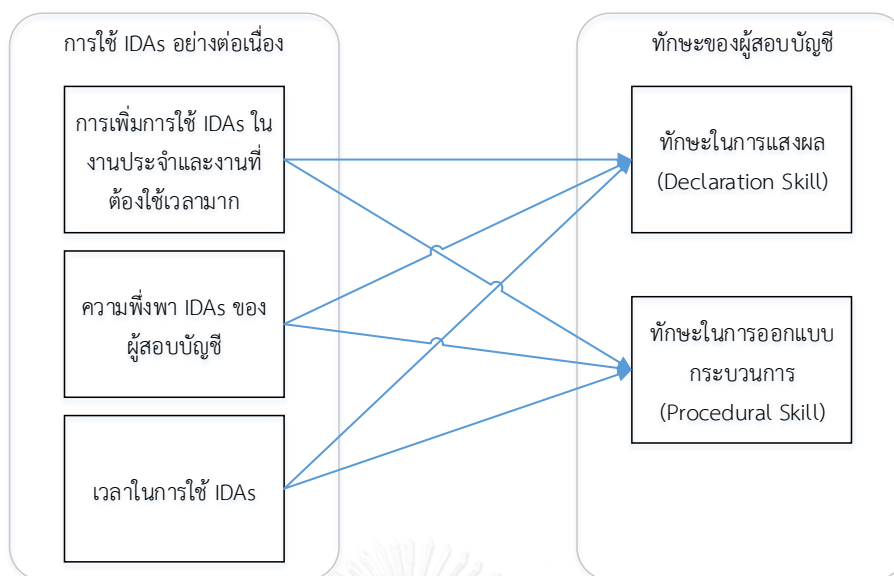 การใช้ IDAs อย่างต่อเนื่อง
การเพิ่มการใช้ IDAs ใน
งานประจำและงานที่
ต้องใช้เวลามาก
ความพึ่งพา IDAs ของ
ผู้สอบบัญชี
เวลาในการใช้ IDAs
ทักษะของผู้สอบบัญชี
ทักษะในการแสงผล
(Declaration Skill)
ทักษะในการออกแบบ
กระบวนการ
(Procedural Skill)